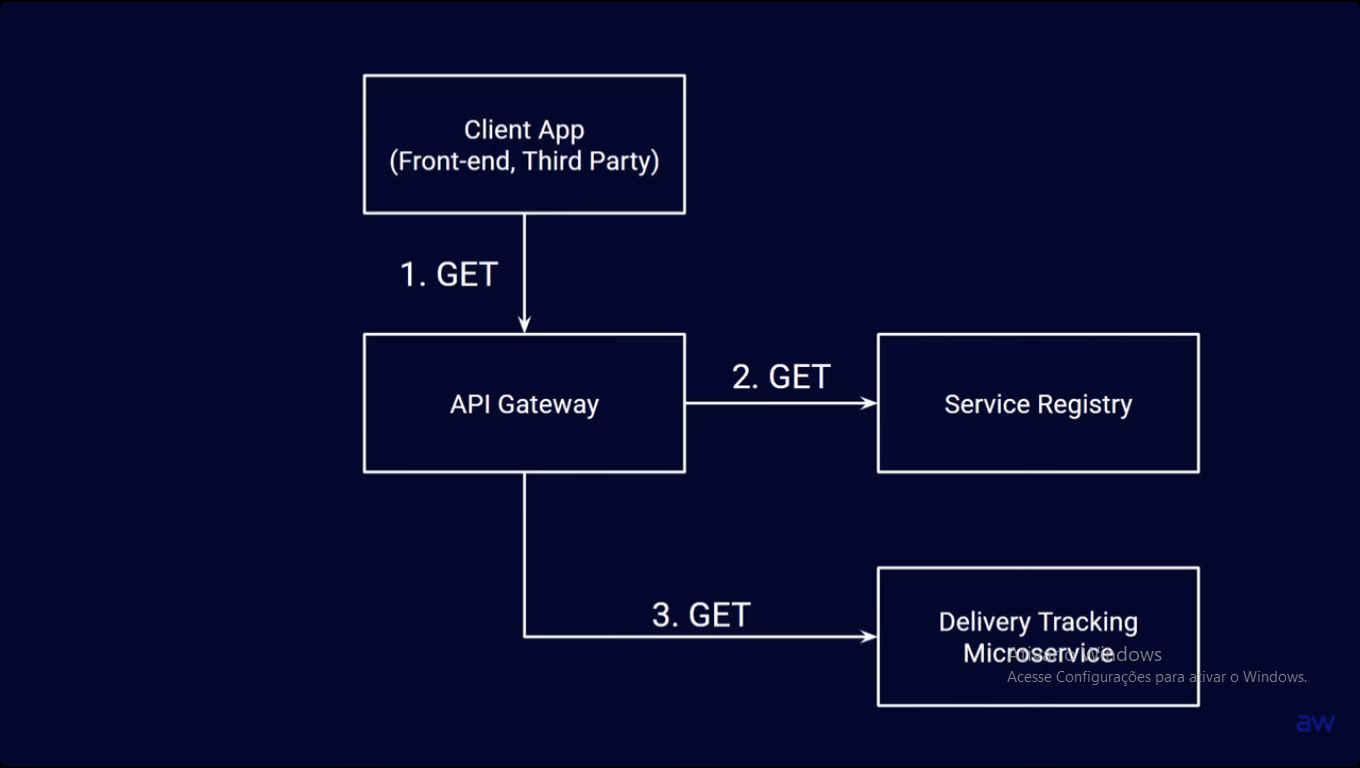 Client App
(Front-end, Third Party)
1. GET
2. GET
API Gateway
Service Registry
3. GET
Delivery Tracking
Microservice
Ativar o Windows
Acesse Configurações para ativar o Windows.
aw